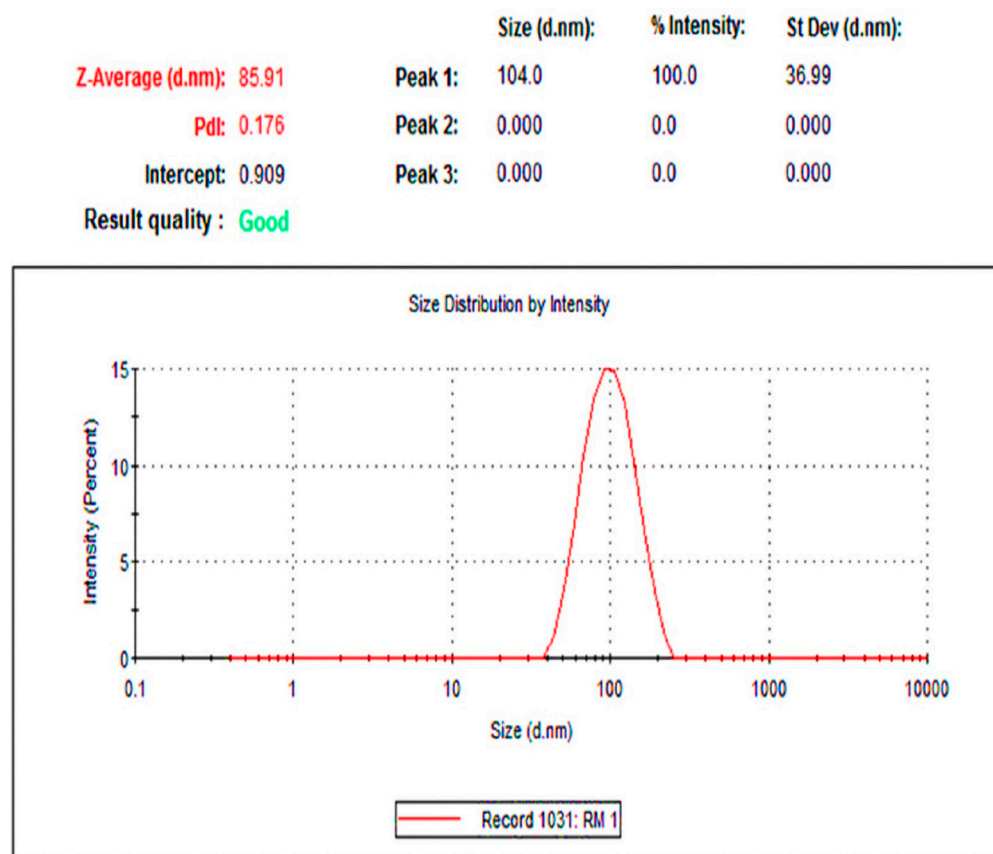 Size (d.nm): % Intensity: St Dev (d.nm):
Z-Average (d.nm): 85.91 Peak 1: 104.0 100.0 36.99
PdI: 0.176 Peak 2: 0.000 0.0 0.000
Intercept: 0.909 Peak 3: 0.000 0.0 0.000
Result quality : Good
Size Distribution by Intensity
Intensity (Percent)
15
10
5
0
0.1 1 10 100 1000 10000
Size (d.nm)
Record 1031: RM 1